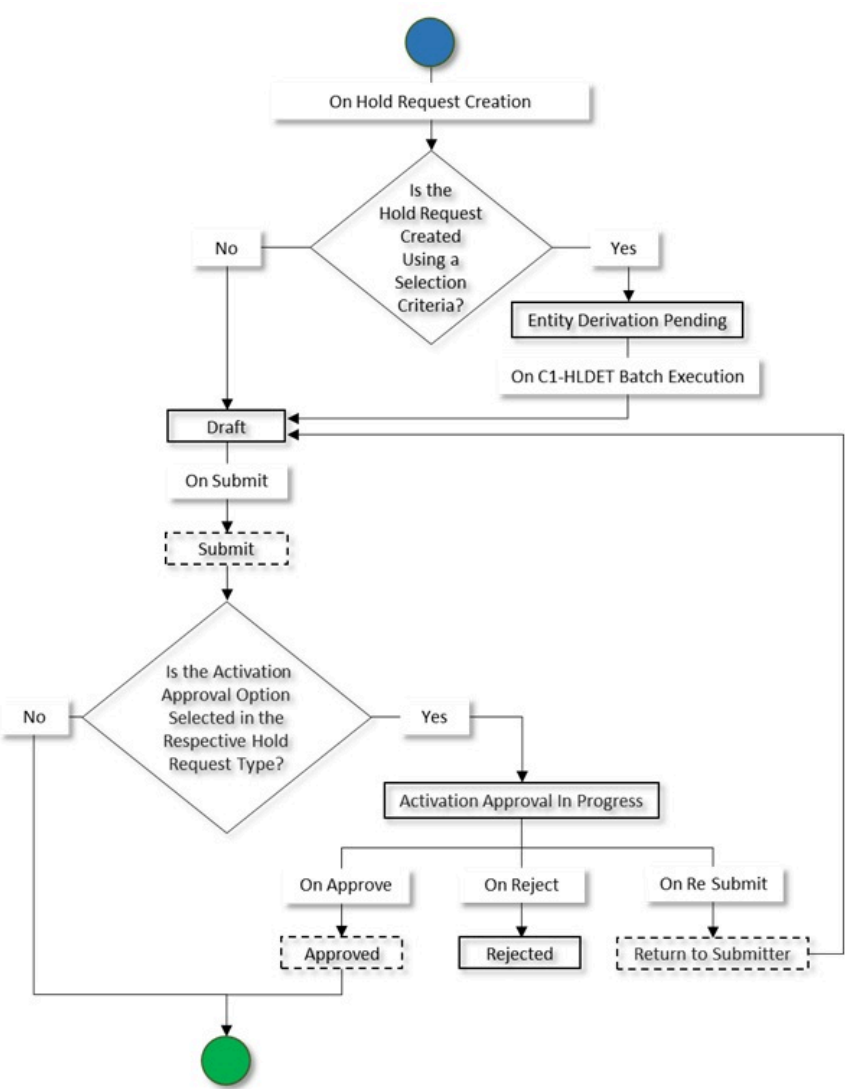 On Hold Request Creation
Is the
Hold Request
Created
Using a
Selection
Criteria?
No
Yes
Entity Derivation Pending
On C1-HLDET Batch Execution
Draft
On Submit
Submit
Is the Activation
Approval Option
Selected in the
Respective Hold
Request Type?
No
Yes
Activation Approval In Progress
On Approve
On Reject
On Re Submit
Approved
Rejected
Return to Submitter